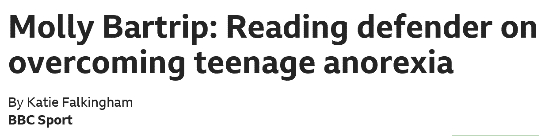 Molly Bartrip: Reading defender on
overcoming teenage anorexia
By Katie Falkingham
BBC Sport